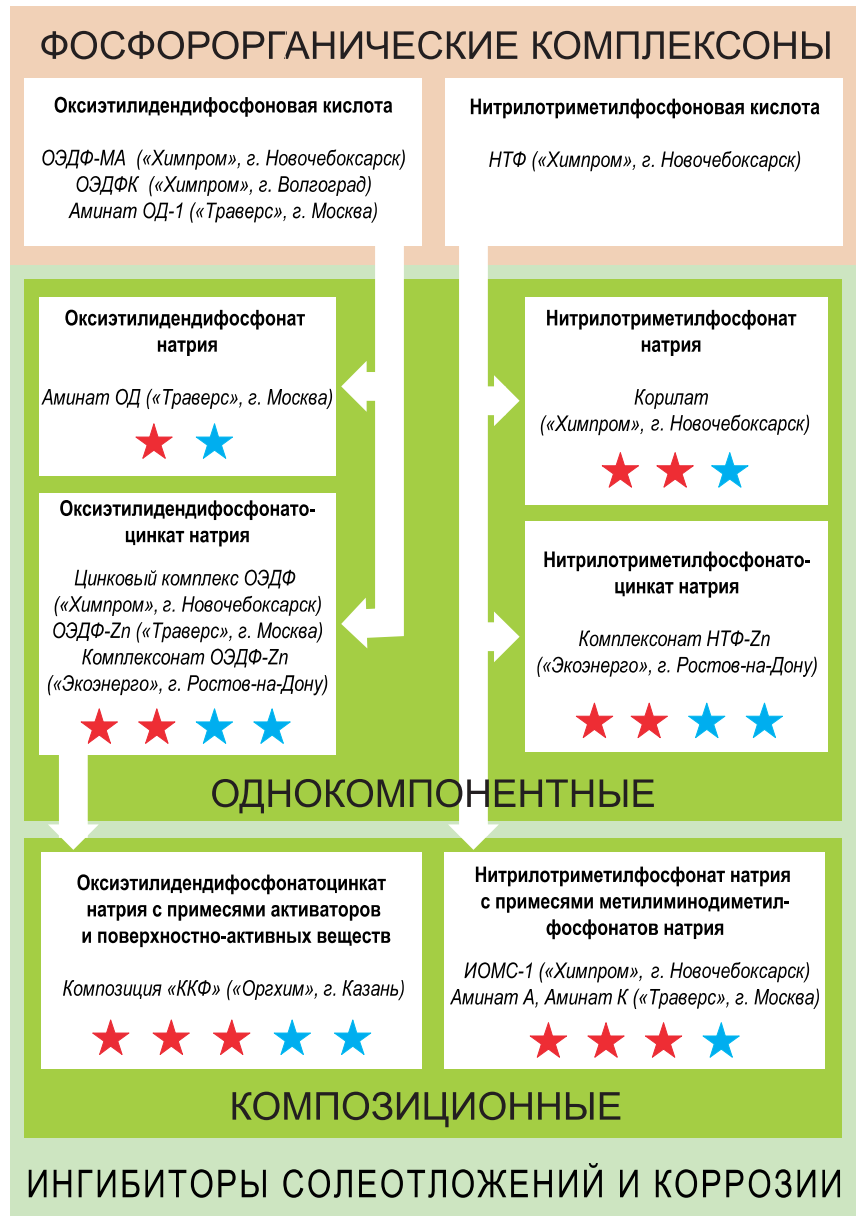 ФОСФОРОРГАНИЧЕСКИЕ КОМПЛЕКСОНЫ
Оксиэтилидендифосфоновая кислота
ОЭДФ-МА («Химпром», г. Новочебоксарск)
ОЭДФК («Химпром», г. Волгоград)
Аминат ОД-1 («Траверс», г. Москва)
Нитрилотриметилфосфоновая кислота
НТФ («Химпром», г. Новочебоксарск)
Оксиэтилидендифосфонат
натрия
Аминат ОД («Траверс», г. Москва)
Нитрилотриметилфосфонат
натрия
Корилат
(«Химпром», г. Новочебоксарск)
Оксиэтилидендифосфонато-
цинкат натрия
Цинковый комплекс ОЭДФ
(«Химпром», г. Новочебоксарск)
ОЭДФ-Zn («Траверс», г. Москва)
Комплексонат ОЭДФ-Zn
(«Экоэнерго», г. Ростов-на-Дону)
Нитрилотриметилфосфонато-
цинкат натрия
Комплексонат НТФ-Zn
(«Экоэнерго», г. Ростов-на-Дону)
ОДНОКОМПОНЕНТНЫЕ
Оксиэтилидендифосфонатоцинкат
натрия с примесями активаторов
и поверхностно-активных веществ
Композиция «ККФ» («Оргхим», г. Казань)
Нитрилотриметилфосфонат натрия
с примесями метилиминодиметил-
фосфонатов натрия
ИОМС-1 («Химпром», г. Новочебоксарск)
Аминат А, Аминат К («Траверс», г. Москва)
КОМПОЗИЦИОННЫЕ
ИНГИБИТОРЫ СОЛЕОТЛОЖЕНИЙ И КОРРОЗИИ